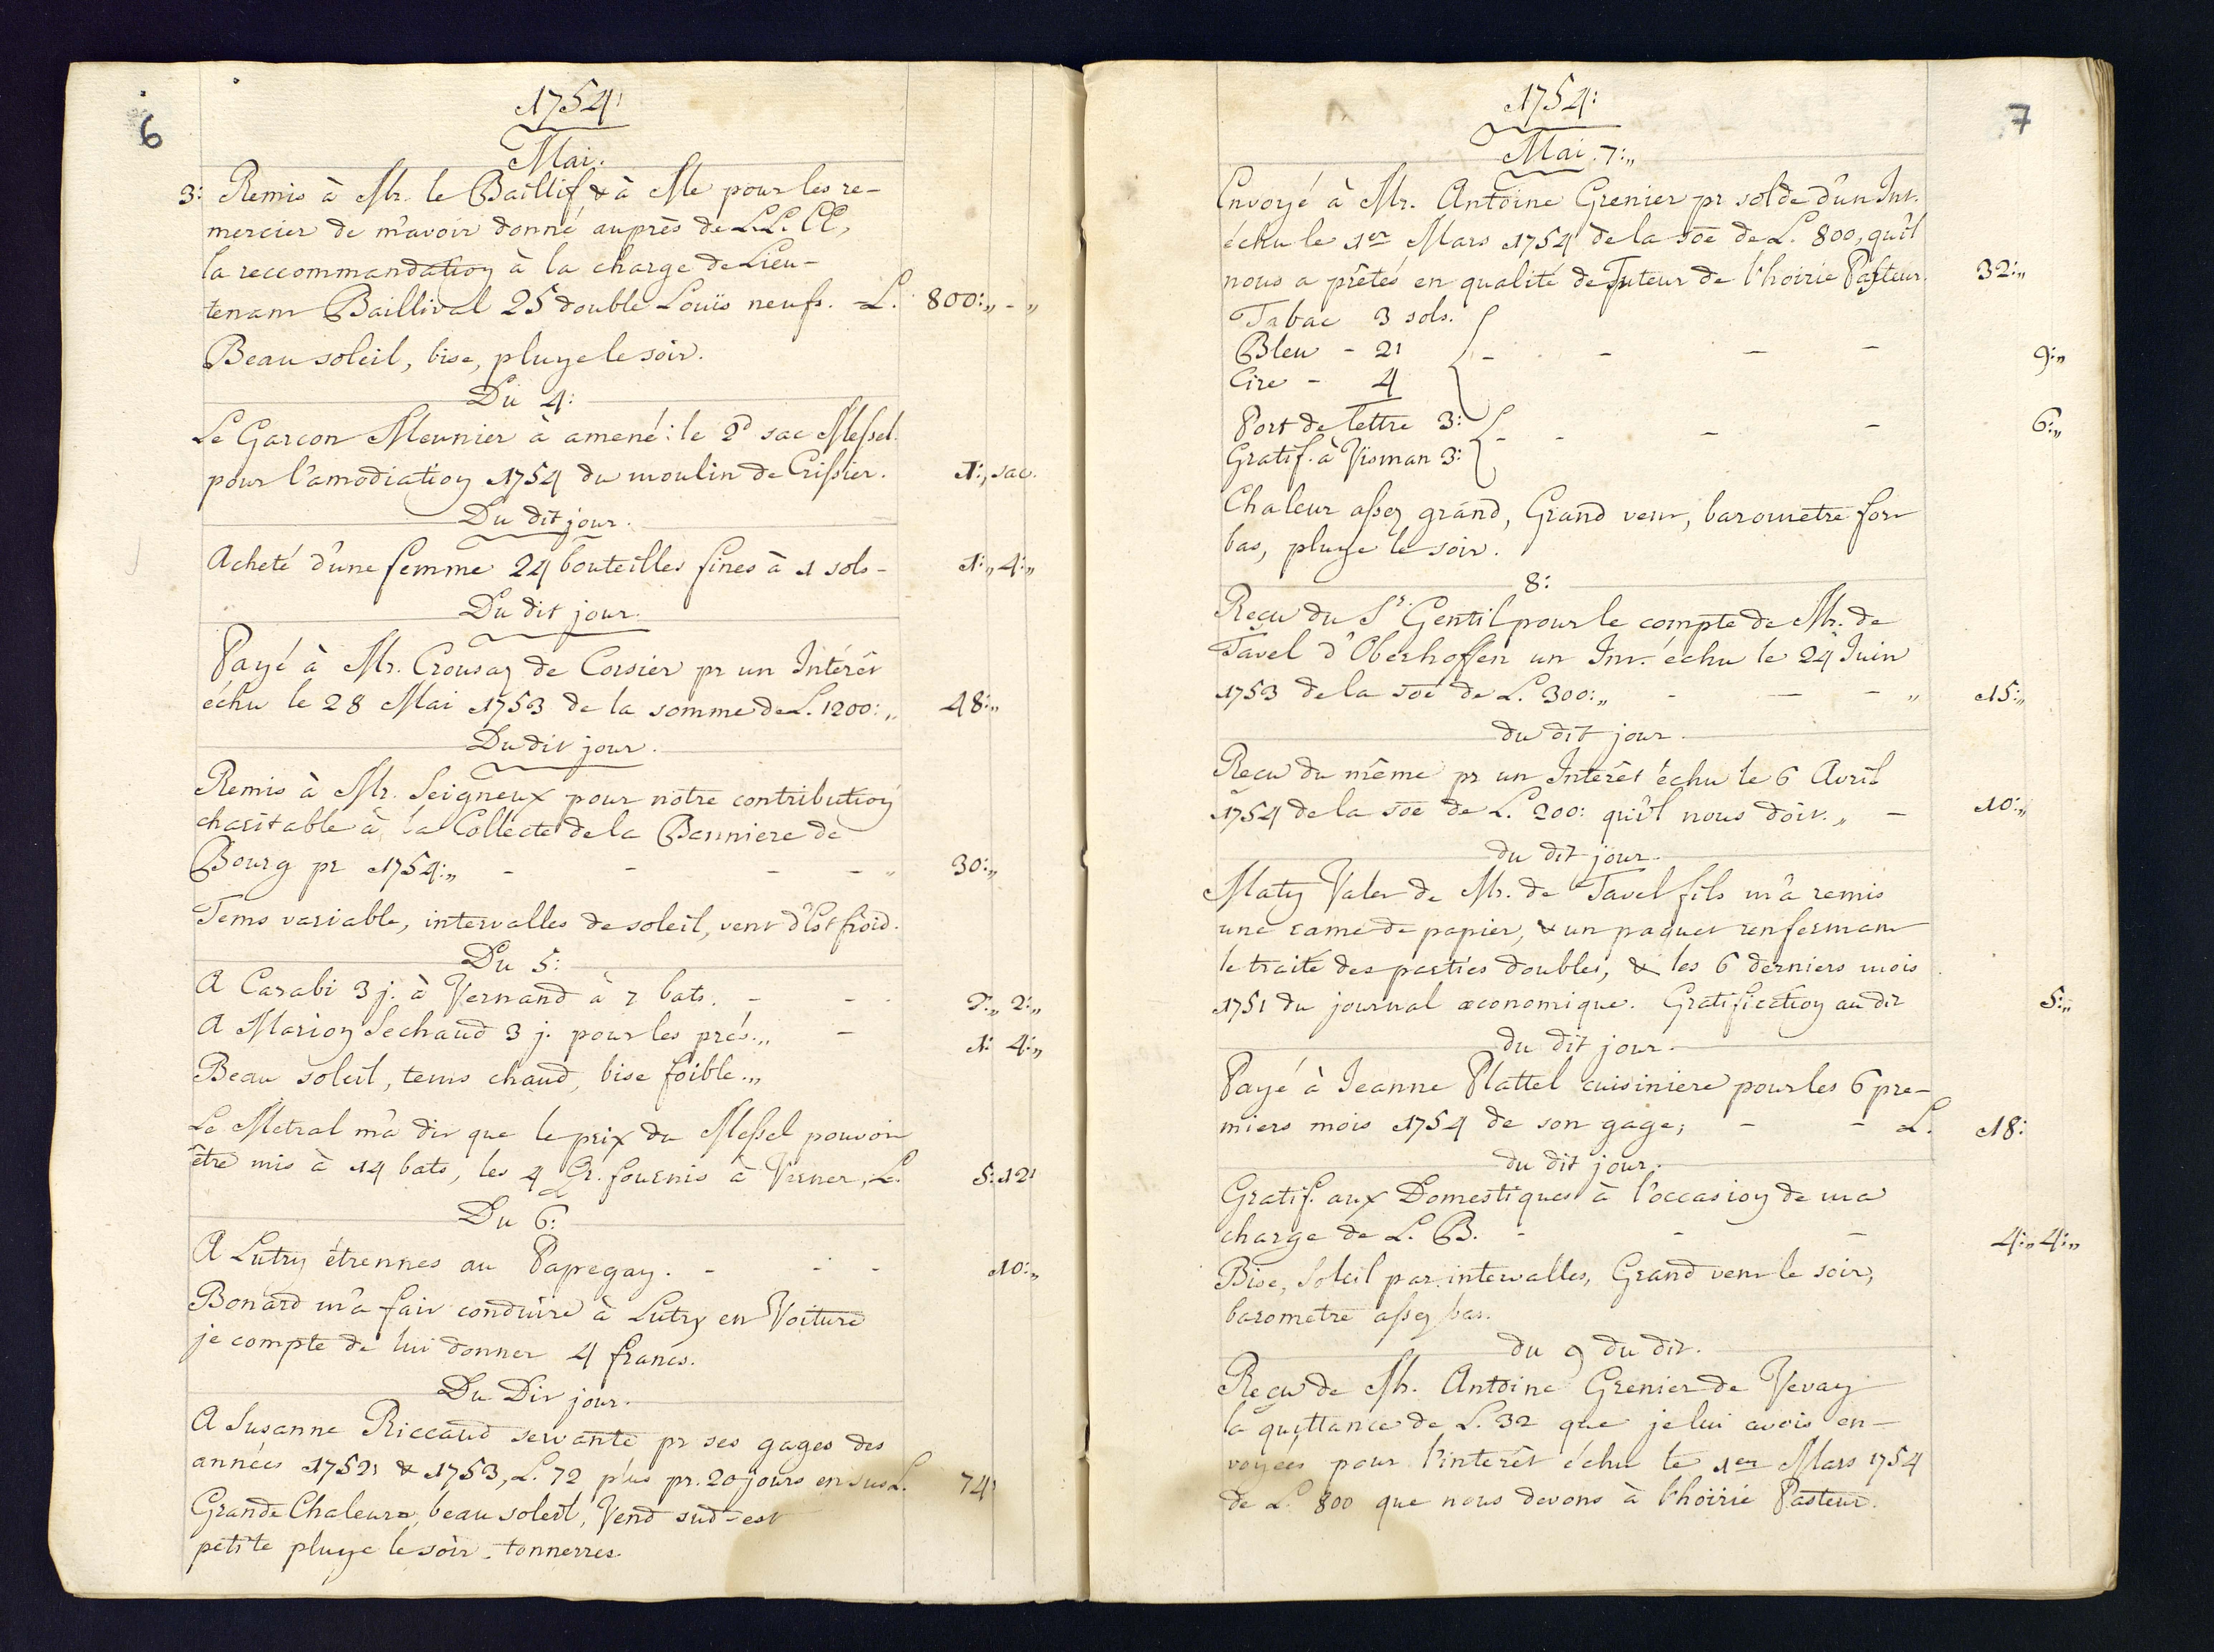 6
1754:
Mai.
3: Remis à Mr. le Baillif, & à Me pour les re-
mercier de m'avoir donné auprès de L.L. EE,
la reccommandation à la charge de Lieu-
tenant Baillival 25 double Louïs neufs. L. 800:,, - ,,
Beau soleil, bise, pluye le soir.
Du 4:
Le Garcon Meunier à amené: le 2d sac Messel.
pour l'amodiation 1754 du moulin de Crissier. 1:, sac.
Du dit jour.
Acheté d'une femme 24 bouteilles fines à 1 sols - 1:,, 4:,,
Du dit jour.
Payé à Mr. Crousaz de Corsier pr un Intérêt
échu le 28 Mai 1753 de la somme de L. 1200:,, 48:,,
Du dit jour.
Remis à Mr. Seigneux pour notre contribution
charitable à la Collecte de la Banniere de
Bourg pr 1754:,, - - - - ,, 30:,,
Tems variable, intervalles de soleil, vent d'Est froid.
Du 5:
A Carabi 3 j. à Vernand à 7 bats. - - - 2:,, 2:,,
A Marion Sechaud 3 j. pour les prés.,, - 1: 4:,,
Beau soleil, tems chaud, bise foible.,,
Le Metral m'a dit que le prix du Messel pouvoit
être mis à 14 bats, les 4 Qr. fournis à Verner, L. 5:12:
Du 6:
A Lutry étrennes au Papegay. - - - 10:,,
Bonard m'a fait conduire à Lutry en Voiture
je compte de lui donner 4 francs.
Du Dit jour.
A Susanne Riccaud servante pr ses gages des
années 1752, & 1753, L. 72 plus pr. 20 jours en sus L. 74:
Grande Chaleur, beau soleil, Vend sud-est
petite pluye le soir. tonnerres.
7
1754:
Mai 7:,,
Envoyé à Mr. Antoine Grenier pr solde d'un Int.
échu le 1er Mars 1754 de la soe de L. 800, qu'il
nous a prêtés en qualité de Tuteur de l'hoirie Pasteur. 32:,,
Tabac 3 sols.
Bleu - 2: - - - - 9:,,
Cire - 4
Port de lettre 3: - - - - 6:,,
Gratif. à Visman 3:
Chaleur assez grand, Grand vent, barometre fort
bas, pluye le soir.
8:
Reçu du Sr. Gentil pour le compte de Mr. de
Tavel d'Oberhoffen un Int. échu le 24 Juin
1753 de la soe de L. 300:,, - - - ,, 15:,,
du dit jour.
Reçu du même pr un Interêt échu le 6 Avril
1754 de la soe de L. 200: qu'il nous doit. ,, - 10:,,
du dit jour.
Maty Valet de Mr. de Tavel fils m'a remis
une rame de papier, & un paquet renfermant
le traité des parties doubles, & les 6 derniers mois
1751 du journal œconomique. Gratification au dit 5:,,
du dit jour.
Payé à Jeanne Plattel cuisiniere pour les 6 pre-
miers mois 1754 de son gage, - - L. 18:
du dit jour.
Gratif. aux Domestiques à l'occasion de ma
charge de L. B. - - - 4:,, 4:,,
Bise, Soleil par intervalles, Grand vent le soir,
barometre assez bas.
du 9 du dit.
Reçu de Mr. Antoine Grenier de Vevay
la quittance de L. 32 que je lui avois en-
voyées pour l'interêt échu le 1er Mars 1754
de L. 800 que nous devons à l'hoirie Pasteur.